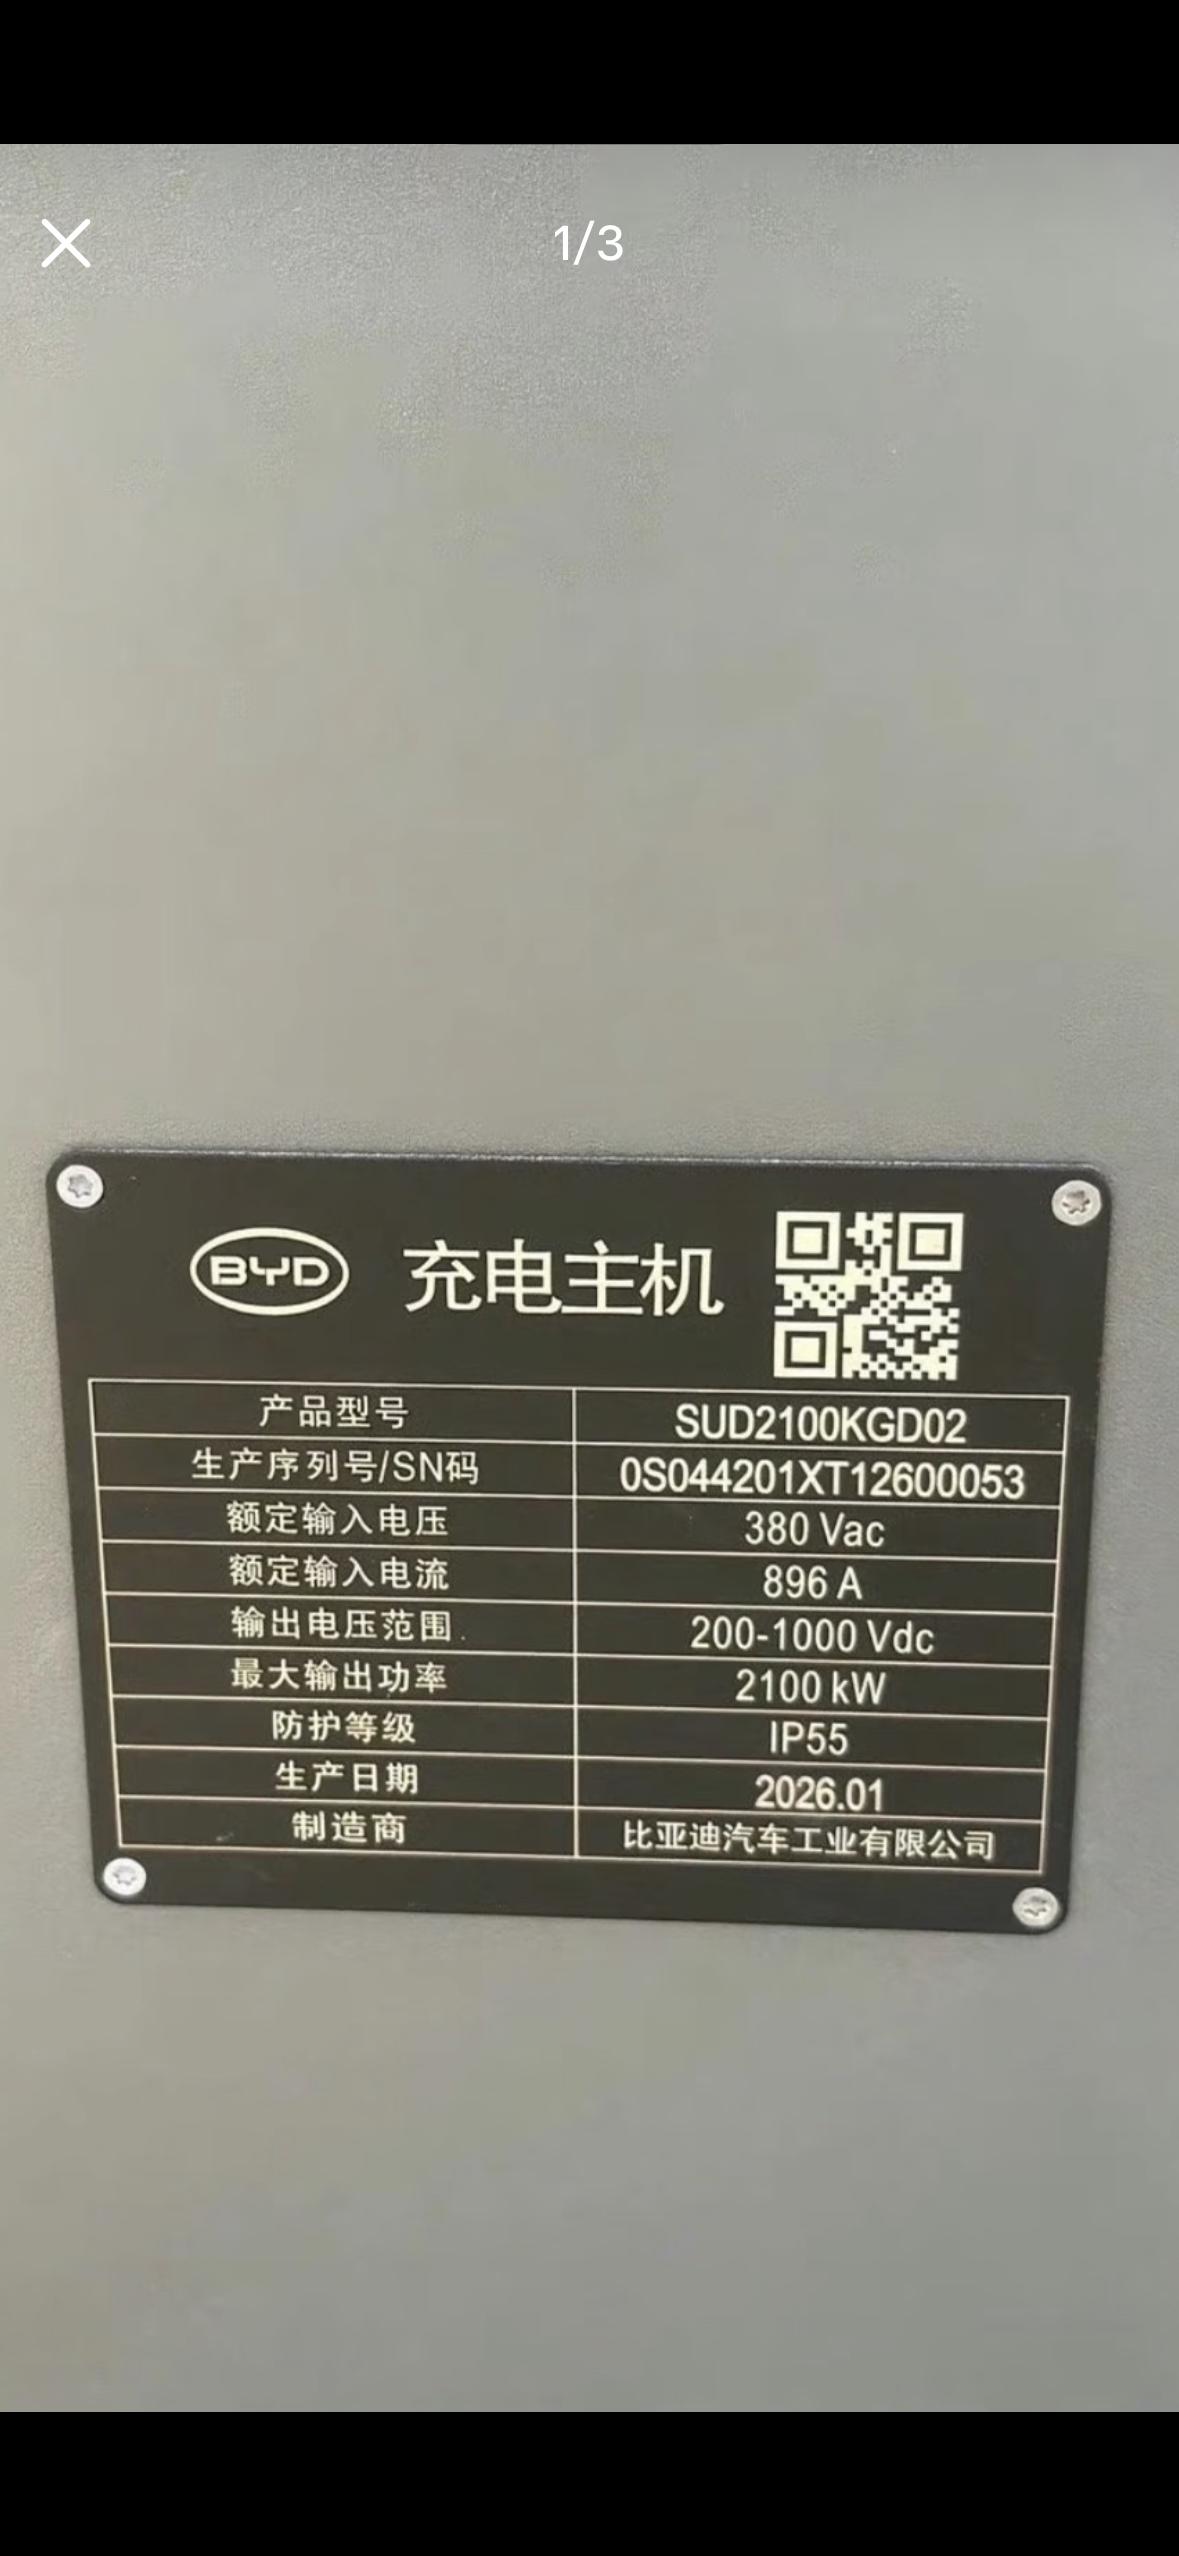 1/3
BYD 充电主机
产品型号 SUD2100KGD02
生产序列号/SN码 0S044201XT12600053
额定输入电压 380 Vac
额定输入电流 896 A
输出电压范围 200-1000 Vdc
最大输出功率 2100 kW
防护等级 IP55
生产日期 2026.01
制造商 比亚迪汽车工业有限公司